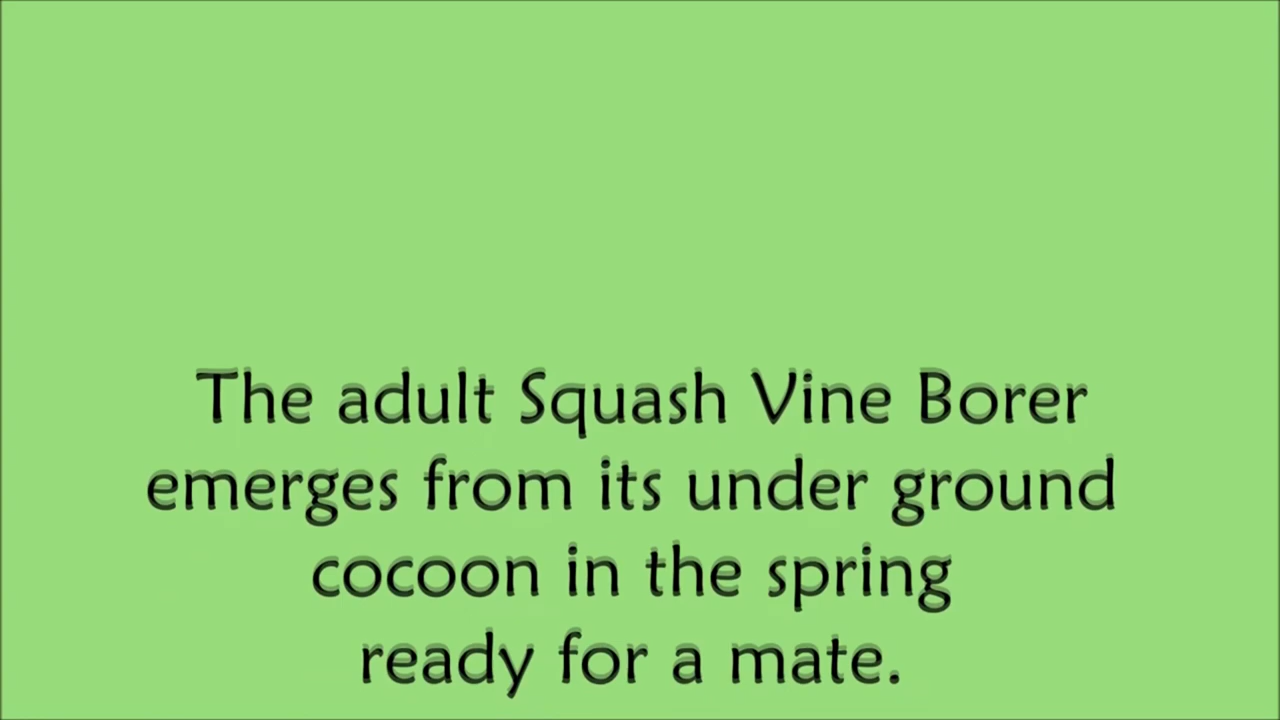 The adult Squash Vine Borer
emerges from its under ground
cocoon in the spring
ready for a mate.